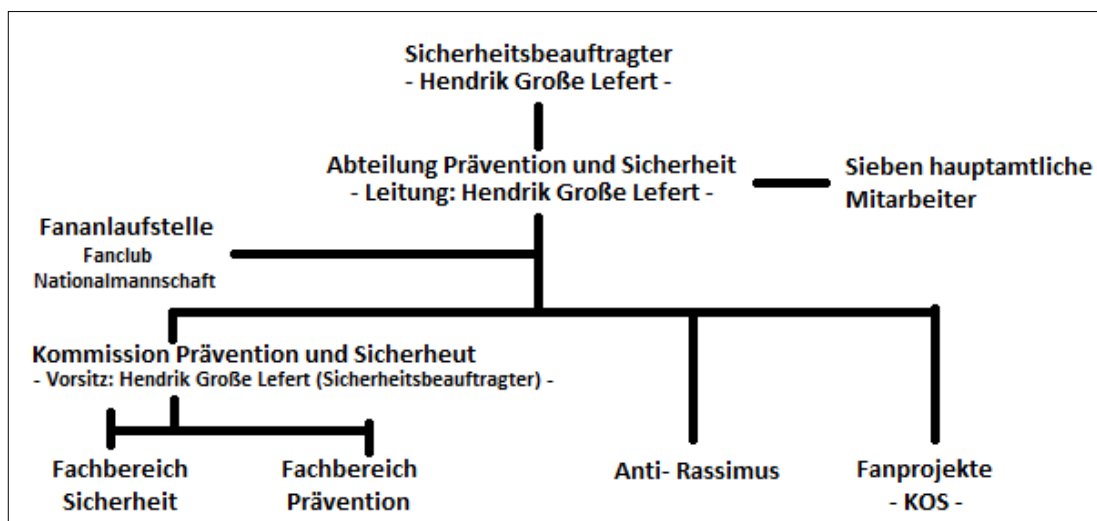 Sicherheitsbeauftragter
- Hendrik Große Lefert -
Abteilung Prävention und Sicherheit
- Leitung: Hendrik Große Lefert -
Sieben hauptamtliche
Mitarbeiter
Fananlaufstelle
Fanclub
Nationalmannschaft
Kommission Prävention und Sicherheut
- Vorsitz: Hendrik Große Lefert (Sicherheitsbeauftragter) -
Fachbereich
Sicherheit
Fachbereich
Prävention
Anti- Rassimus
Fanprojekte
- KOS -